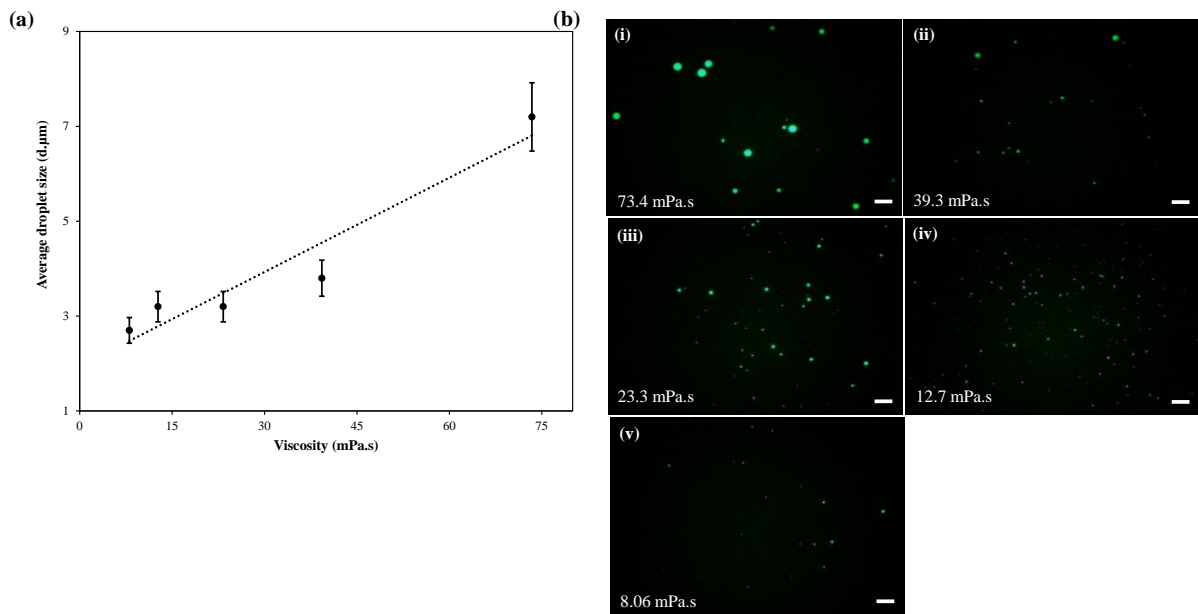 (a)
9
7
5
3
1
0
15
30
45
60
75
Average droplet size (d.µm)
Viscosity (mPa.s)
(b)
(i)
73.4 mPa.s
(ii)
39.3 mPa.s
(iii)
23.3 mPa.s
(iv)
12.7 mPa.s
(v)
8.06 mPa.s